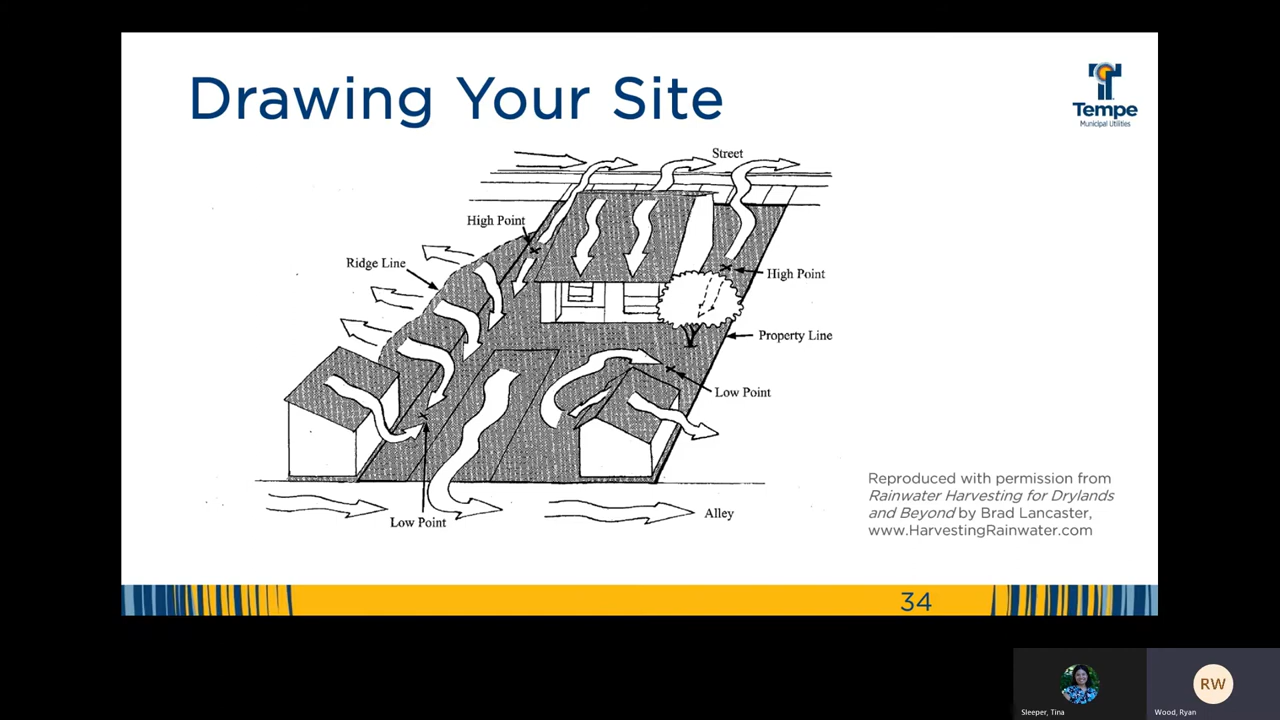 Drawing Your Site
Tempe
Municipal Utilities
Street
High Point
Ridge Line
High Point
Property Line
Low Point
Low Point
Alley
Reproduced with permission from
Rainwater Harvesting for Drylands
and Beyond by Brad Lancaster,
www.HarvestingRainwater.com
34
RW
Sleeper, Tina
Wood, Ryan